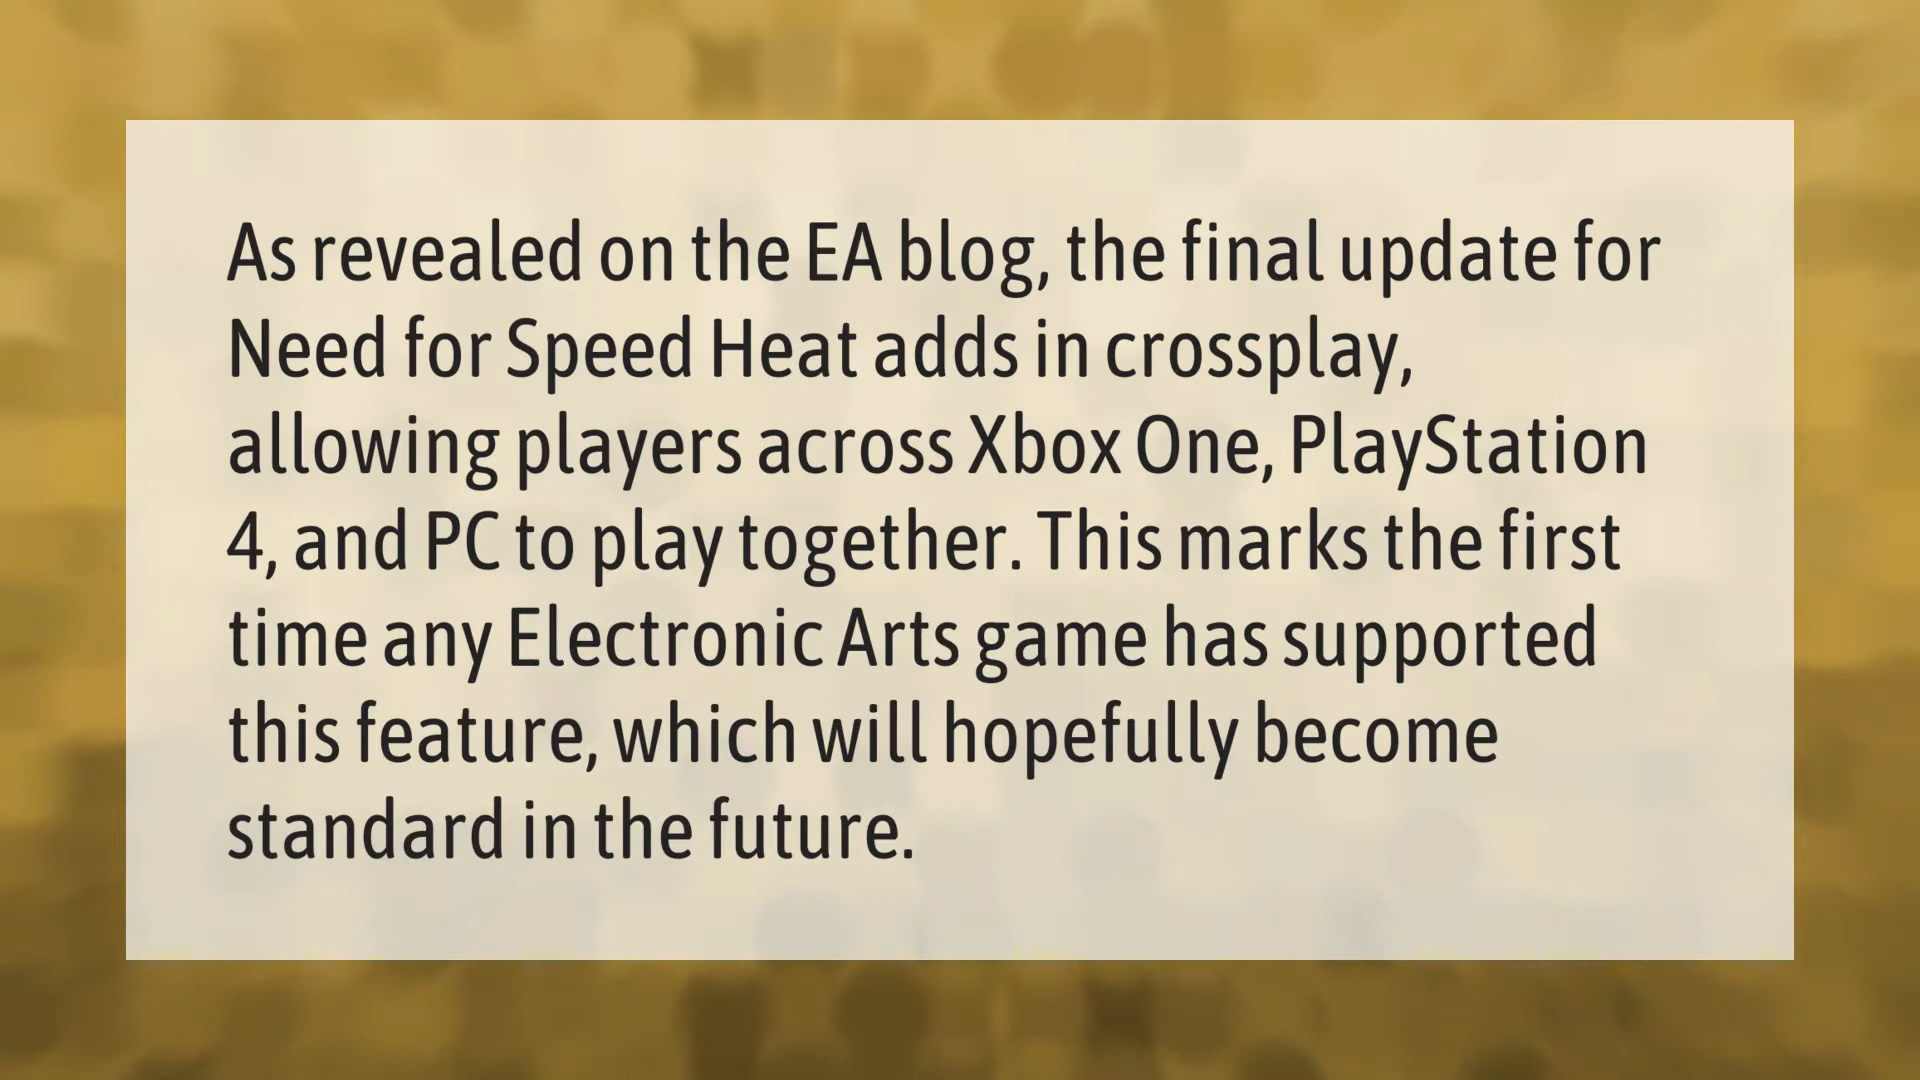 As revealed on the EA blog, the final update for
Need for Speed Heat adds in crossplay,
allowing players across Xbox One, PlayStation
4, and PC to play together. This marks the first
time any Electronic Arts game has supported
this feature, which will hopefully become
standard in the future.